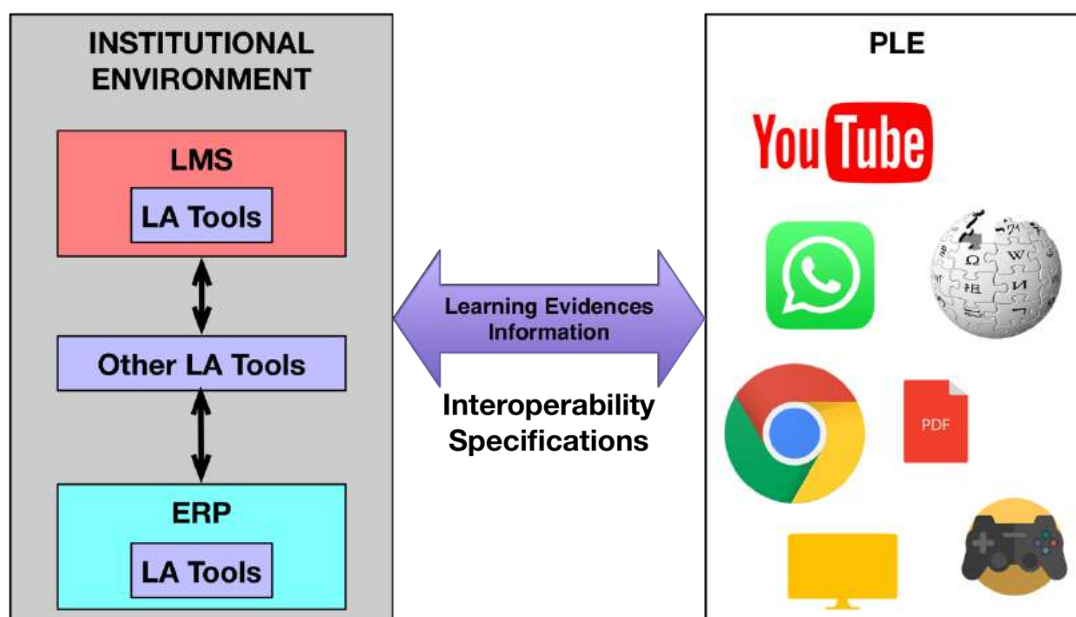 INSTITUTIONAL
ENVIRONMENT
LMS
LA Tools
Other LA Tools
ERP
LA Tools
Learning Evidences
Information
Interoperability
Specifications
PLE
YouTube
Ω W
祖 И
PDF